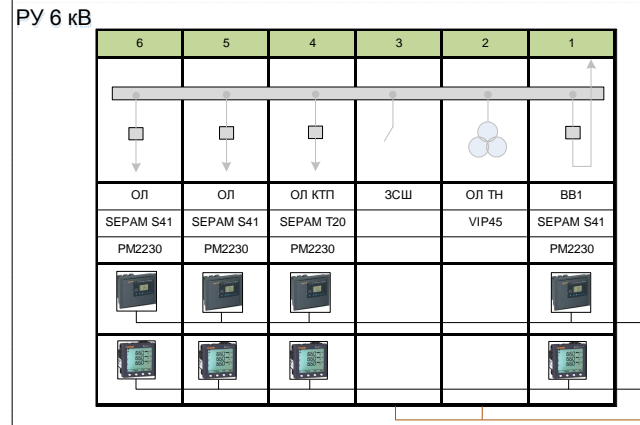 РУ 6 кВ
6 5 4 3 2 1
ОЛ ОЛ ОЛ КТП ЗСШ ОЛ ТН ВВ1
SEPAM S41 SEPAM S41 SEPAM T20 VIP45 SEPAM S41
PM2230 PM2230 PM2230 PM2230